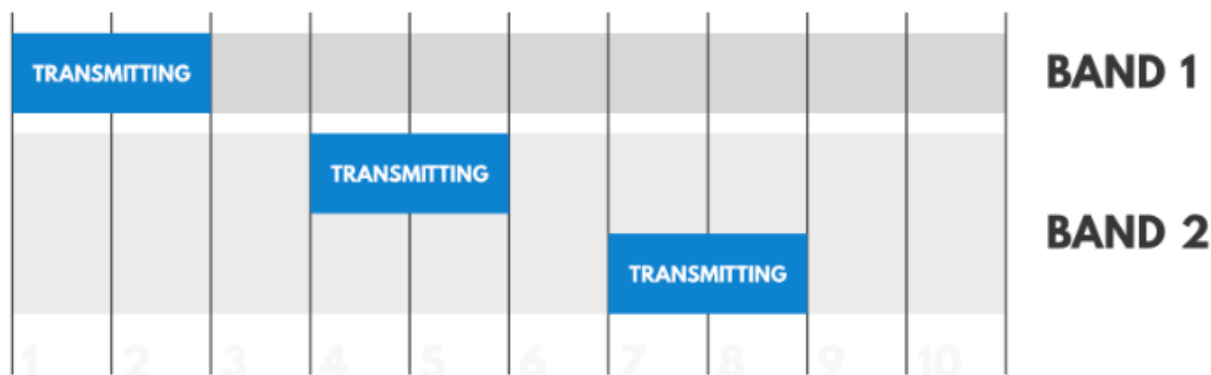 TRANSMITTING
BAND 1
TRANSMITTING
BAND 2
TRANSMITTING
1 2 3 4 5 6 7 8 9 10